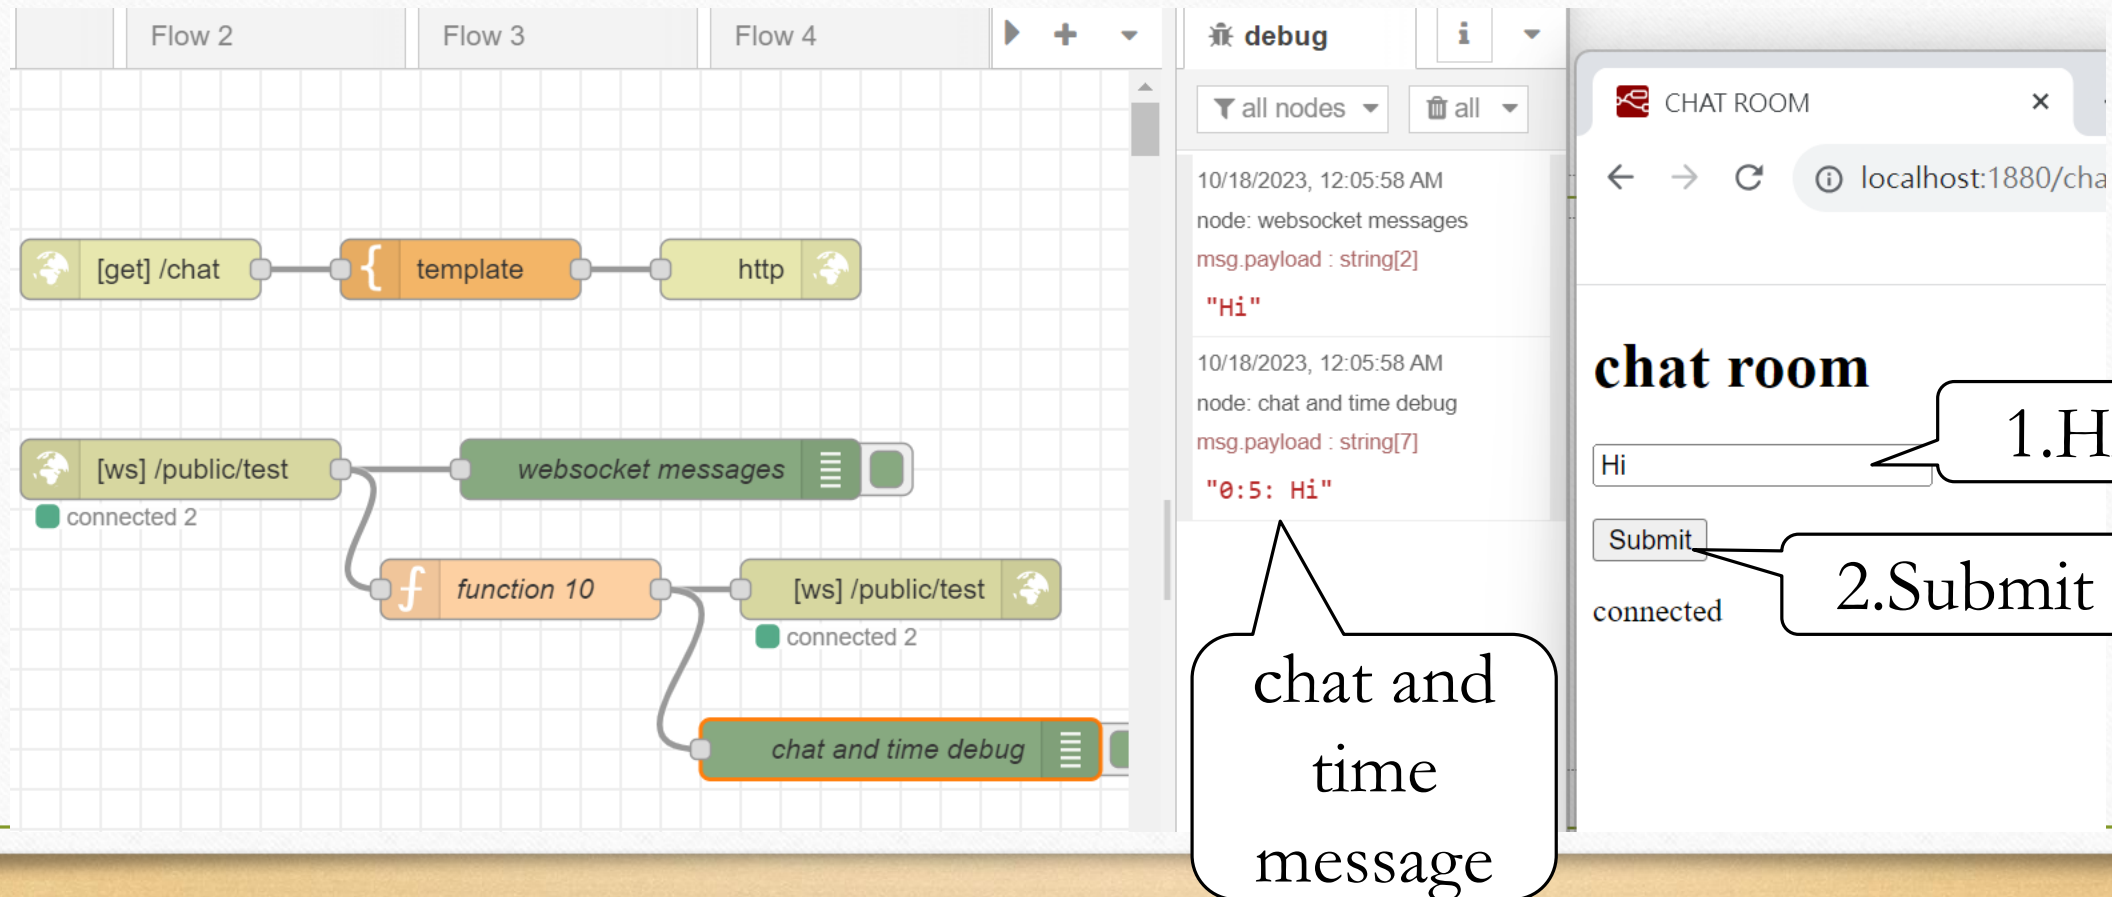 Flow 2
Flow 3
Flow 4
debug
i
all nodes
all
10/18/2023, 12:05:58 AM
node: websocket messages
msg.payload : string[2]
"Hi"
10/18/2023, 12:05:58 AM
node: chat and time debug
msg.payload : string[7]
"0:5: Hi"
[get] /chat
template
http
[ws] /public/test
connected 2
websocket messages
function 10
[ws] /public/test
connected 2
chat and time debug
chat and
time
message
CHAT ROOM
localhost:1880/cha
chat room
Hi
1.H
Submit
2.Submit
connected